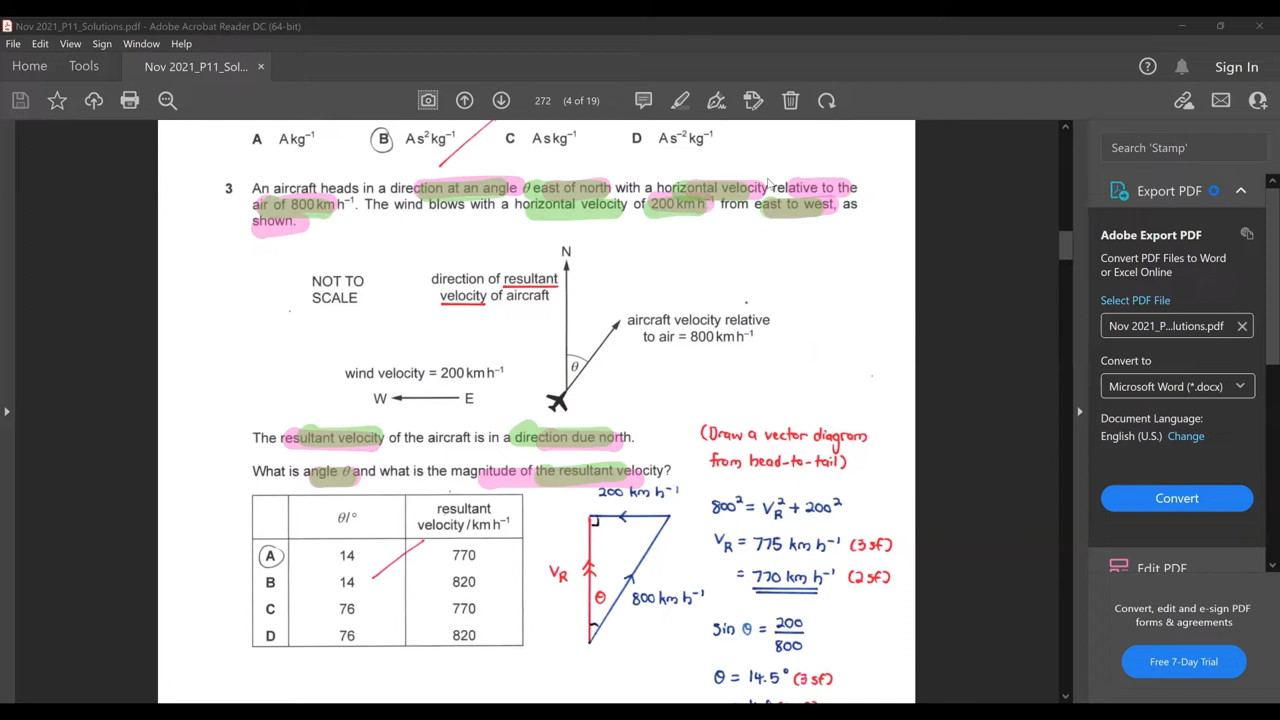 Nov 2021_P11_Solutions.pdf - Adobe Acrobat Reader DC (64-bit)
File Edit View Sign Window Help
Home Tools Nov 2021_P11_Sol... × Sign In
272 (4 of 19)
A A kg⁻¹ B A s² kg⁻¹ C A s kg⁻¹ D A s⁻² kg⁻¹
3 An aircraft heads in a direction at an angle θ east of north with a horizontal velocity relative to the
air of 800 km h⁻¹. The wind blows with a horizontal velocity of 200 km h⁻¹ from east to west, as
shown.
N
NOT TO
SCALE
direction of resultant
velocity of aircraft
aircraft velocity relative
to air = 800 km h⁻¹
θ
wind velocity = 200 km h⁻¹
W E
The resultant velocity of the aircraft is in a direction due north.
What is angle θ and what is the magnitude of the resultant velocity?
θ/° resultant
velocity / km h⁻¹
A 14 770
B 14 820
C 76 770
D 76 820
200 km h⁻¹
V_R
θ
800 km h⁻¹
(Draw a vector diagram
from head-to-tail)
800² = V_R² + 200²
V_R = 775 km h⁻¹ (3sf)
= 770 km h⁻¹ (2sf)
sin θ = 200
800
θ = 14.5° (3sf)
Search 'Stamp'
Export PDF
Adobe Export PDF
Convert PDF Files to Word
or Excel Online
Select PDF File
Nov 2021_P...lutions.pdf
Convert to
Microsoft Word (*.docx)
Document Language:
English (U.S.) Change
Convert
Edit PDF
Convert, edit and e-sign PDF
forms & agreements
Free 7-Day Trial